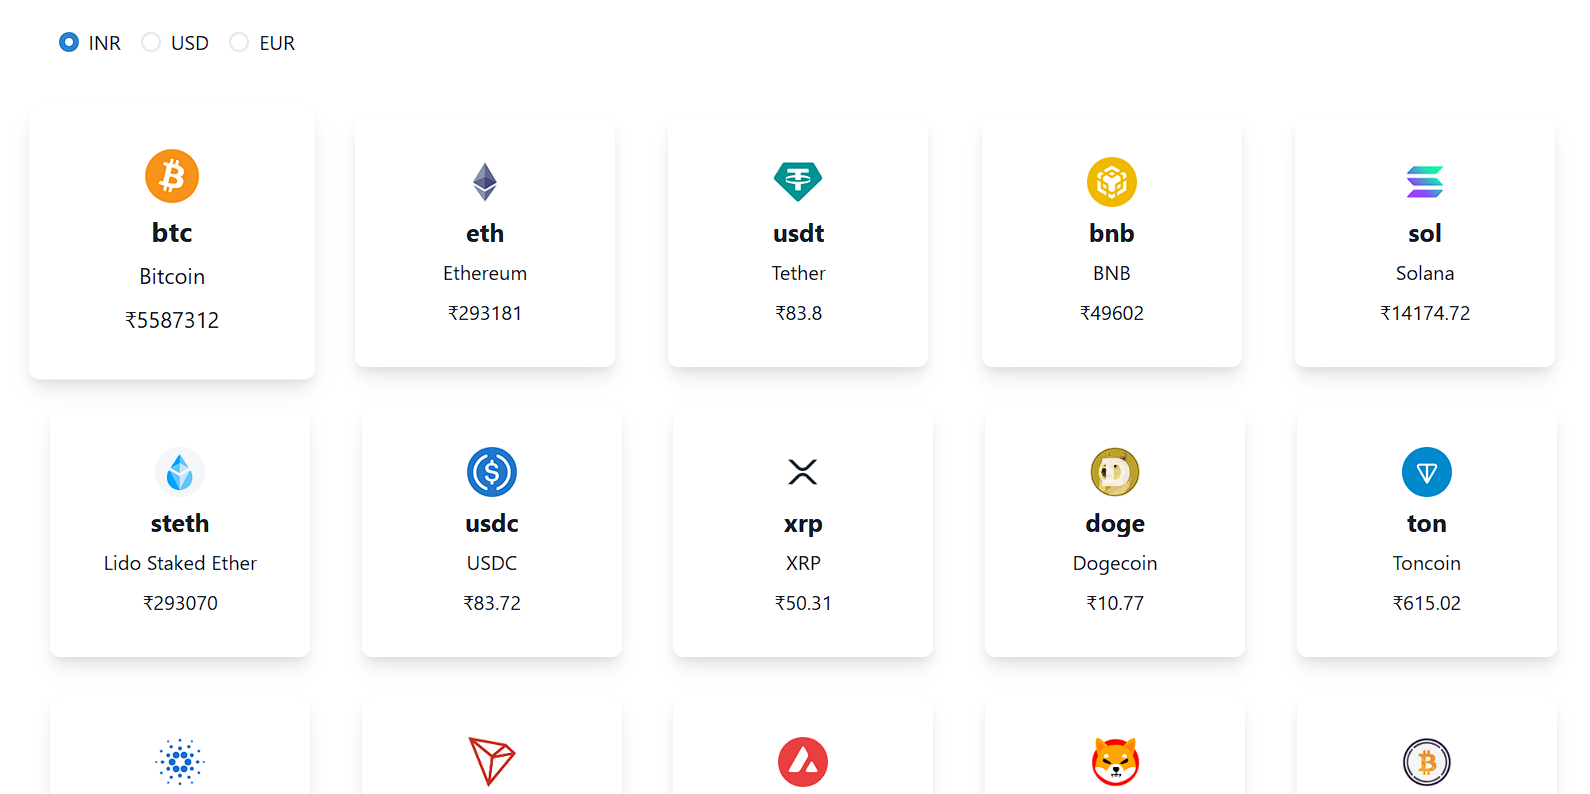 INR USD EUR
btc
Bitcoin
₹5587312
eth
Ethereum
₹293181
usdt
Tether
₹83.8
bnb
BNB
₹49602
sol
Solana
₹14174.72
steth
Lido Staked Ether
₹293070
usdc
USDC
₹83.72
xrp
XRP
₹50.31
doge
Dogecoin
₹10.77
ton
Toncoin
₹615.02